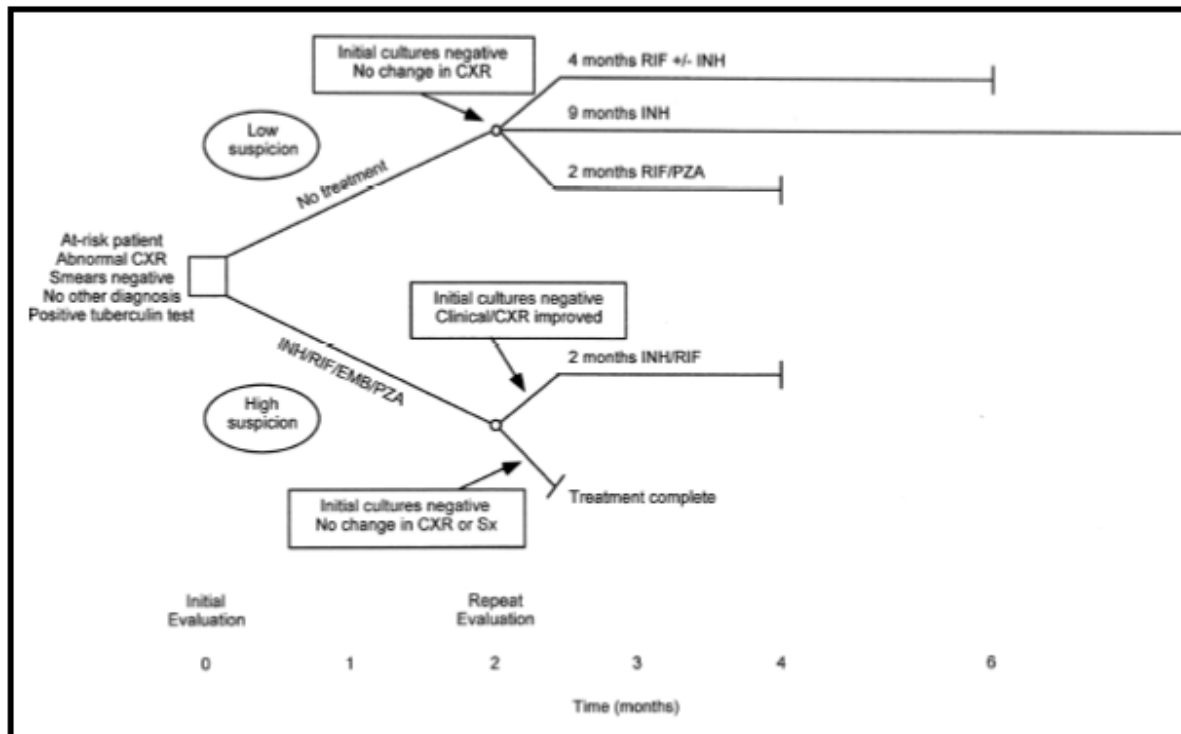 Initial cultures negative
No change in CXR
4 months RIF +/- INH
9 months INH
2 months RIF/PZA
Low
suspicion
No treatment
At-risk patient
Abnormal CXR
Smears negative
No other diagnosis
Positive tuberculin test
INH/RIF/EMB/PZA
High
suspicion
Initial cultures negative
Clinical/CXR improved
2 months INH/RIF
Initial cultures negative
No change in CXR or Sx
Treatment complete
Initial
Evaluation
Repeat
Evaluation
0 1 2 3 4 6
Time (months)